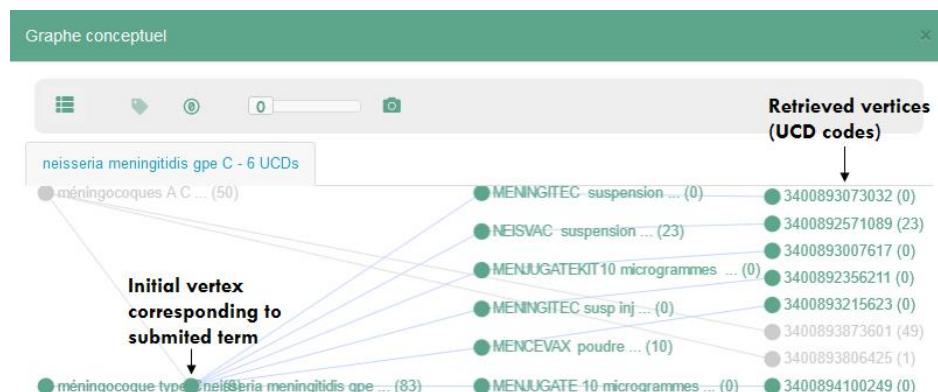 Graphe conceptuel
×
0
0
Retrieved vertices
(UCD codes)
neisseria meningitidis gpe C - 6 UCDs
méningocoques A C ... (50)
MENINGITEC suspension ... (0)
3400893073032 (0)
NEISVAC suspension ... (23)
3400892571089 (23)
3400893007617 (0)
MENJUGATEKIT10 microgrammes ... (0)
3400892356211 (0)
Initial vertex
corresponding to
submited term
MENINGITEC susp inj ... (0)
3400893215623 (0)
3400893873601 (49)
MENCEVAX poudre ... (10)
3400893806425 (1)
méningocoque type C
neisseria meningitidis gpe ... (83)
MENJUGATE 10 microgrammes ... (0)
3400894100249 (0)